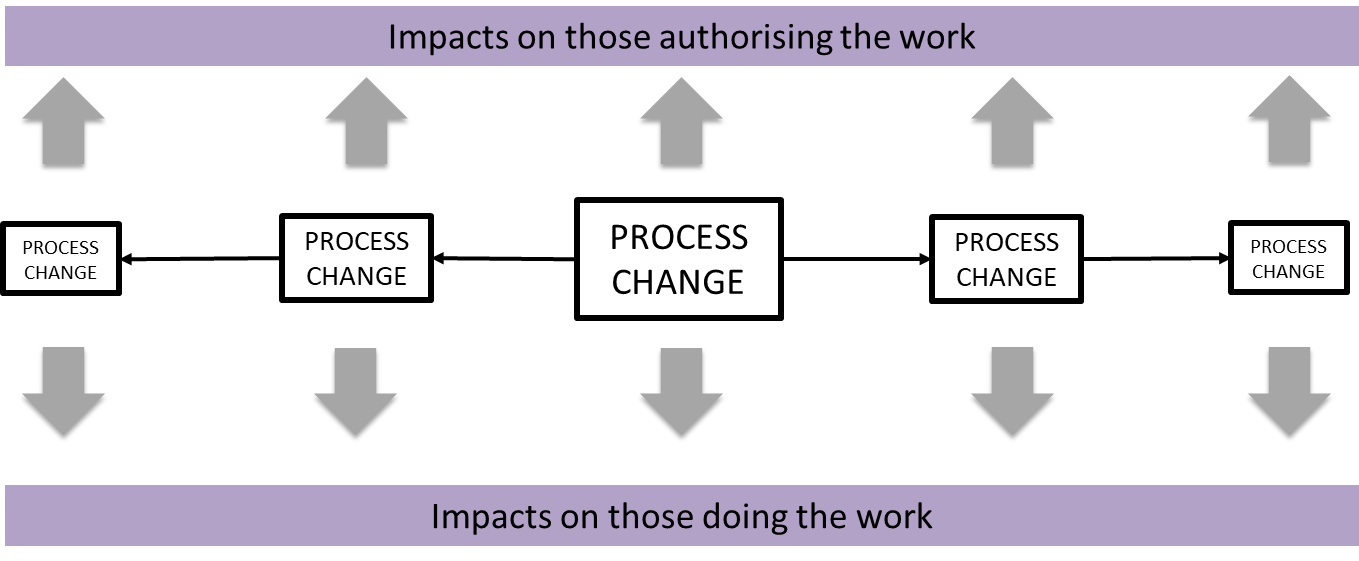 Impacts on those authorising the work
PROCESS
CHANGE
PROCESS
CHANGE
PROCESS
CHANGE
PROCESS
CHANGE
PROCESS
CHANGE
Impacts on those doing the work